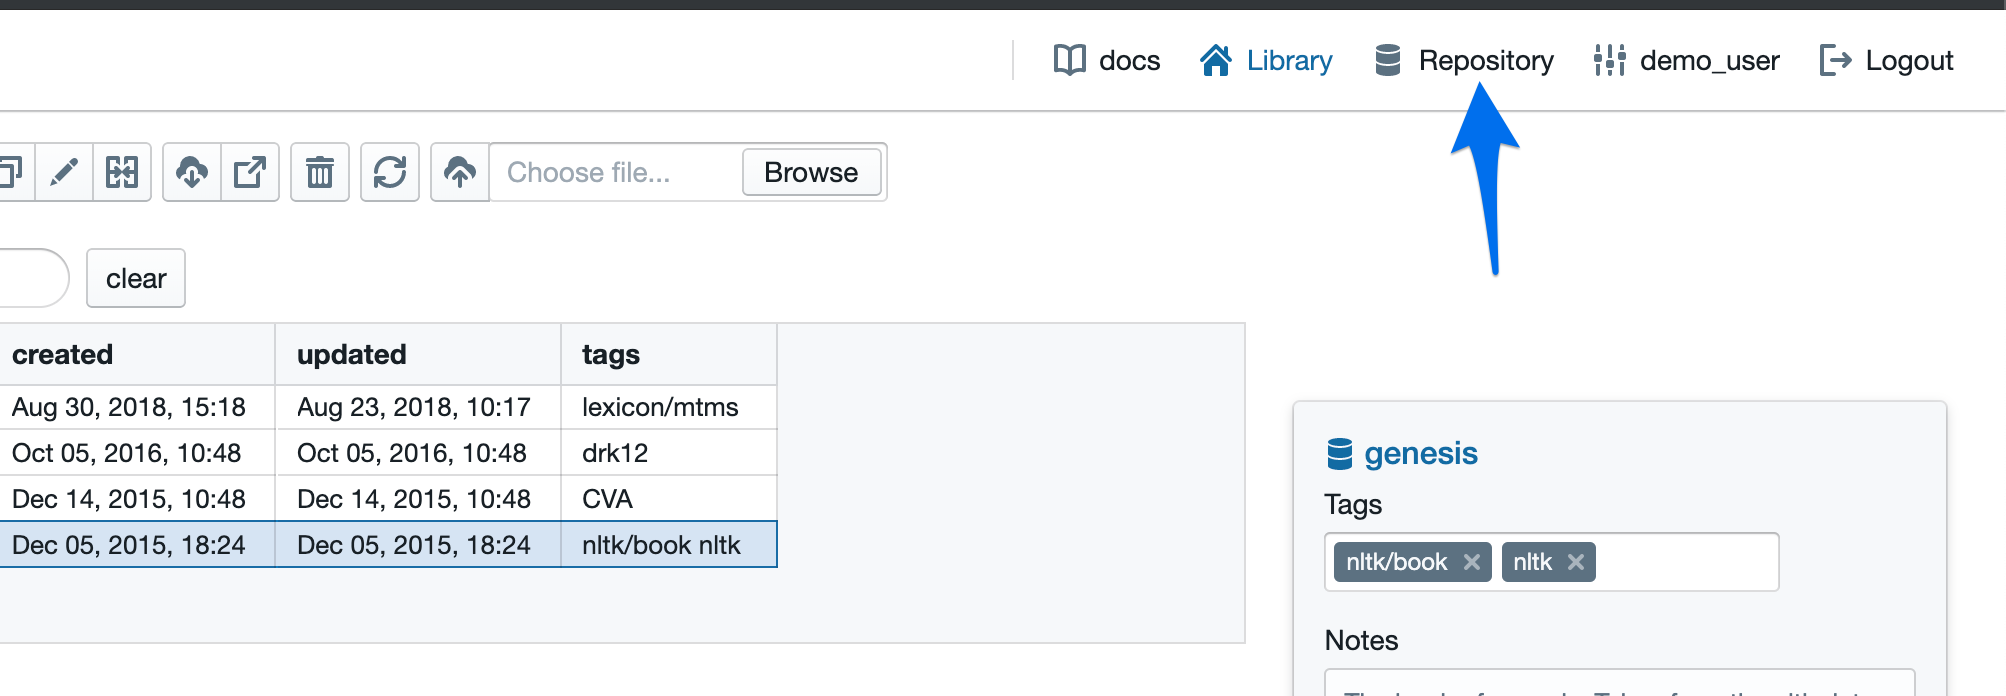 docs Library Repository demo_user Logout
Choose file... Browse
clear
created updated tags
Aug 30, 2018, 15:18 Aug 23, 2018, 10:17 lexicon/mtms
Oct 05, 2016, 10:48 Oct 05, 2016, 10:48 drk12
Dec 14, 2015, 10:48 Dec 14, 2015, 10:48 CVA
Dec 05, 2015, 18:24 Dec 05, 2015, 18:24 nltk/book nltk
genesis
Tags
nltk/book nltk
Notes